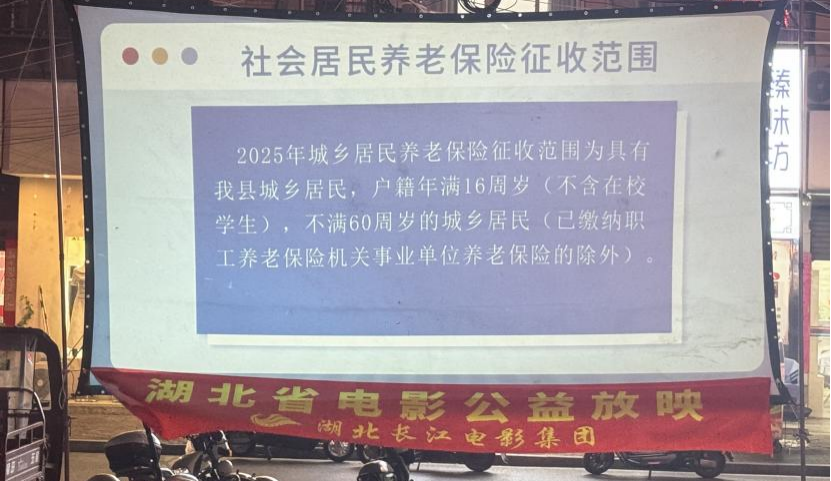 社会居民养老保险征收范围
2025年城乡居民养老保险征收范围为具有
我县城乡居民，户籍年满16周岁（不含在校
学生），不满60周岁的城乡居民（已缴纳职
工养老保险机关事业单位养老保险的除外）。
臻味方
湖北省电影公益放映
湖北长江电影集团